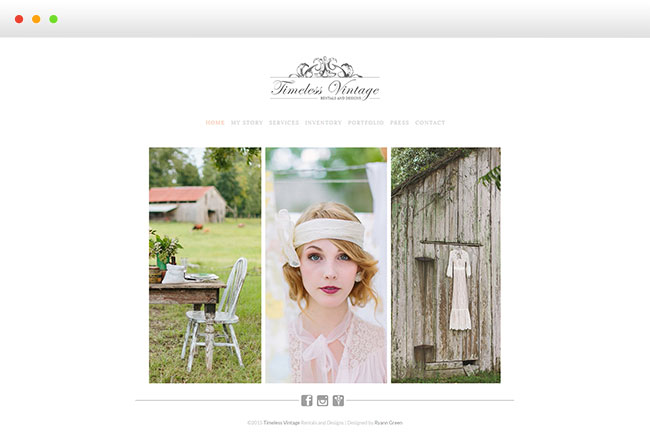 Timeless Vintage
RENTALS AND DESIGNS
HOME MY STORY SERVICES INVENTORY PORTFOLIO PRESS CONTACT
©2013 Timeless Vintage Rentals and Designs | Designed by Ryann Green